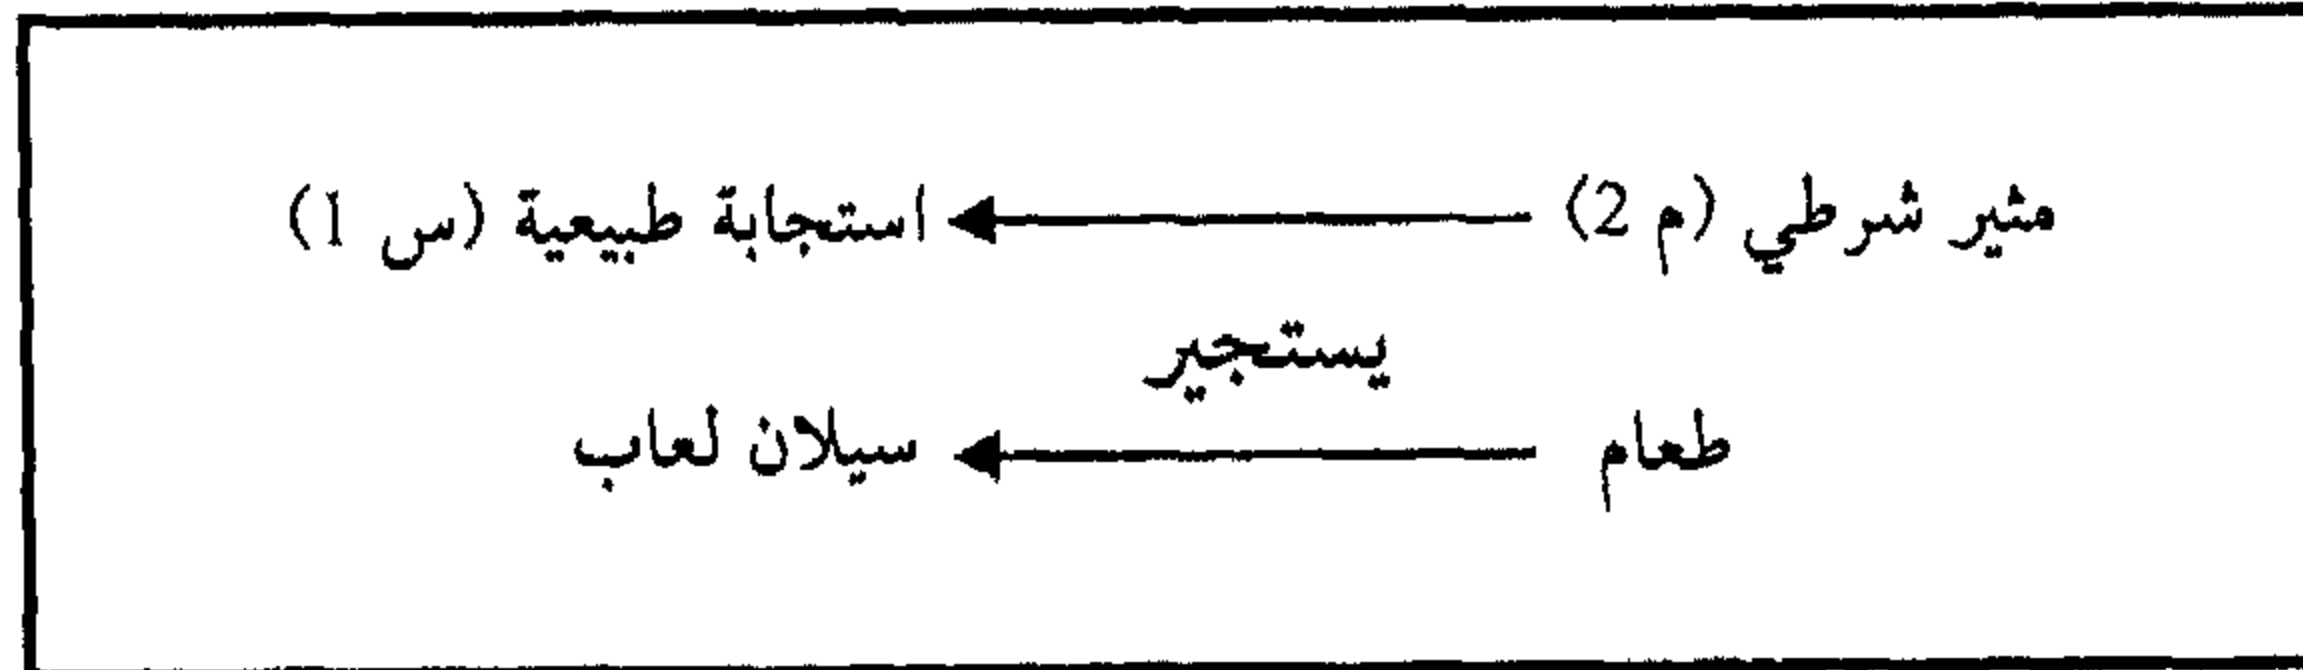 مثير شرطي (م 2) استجابة طبيعية (س 1)
يستجير
طعام سيلان لعاب